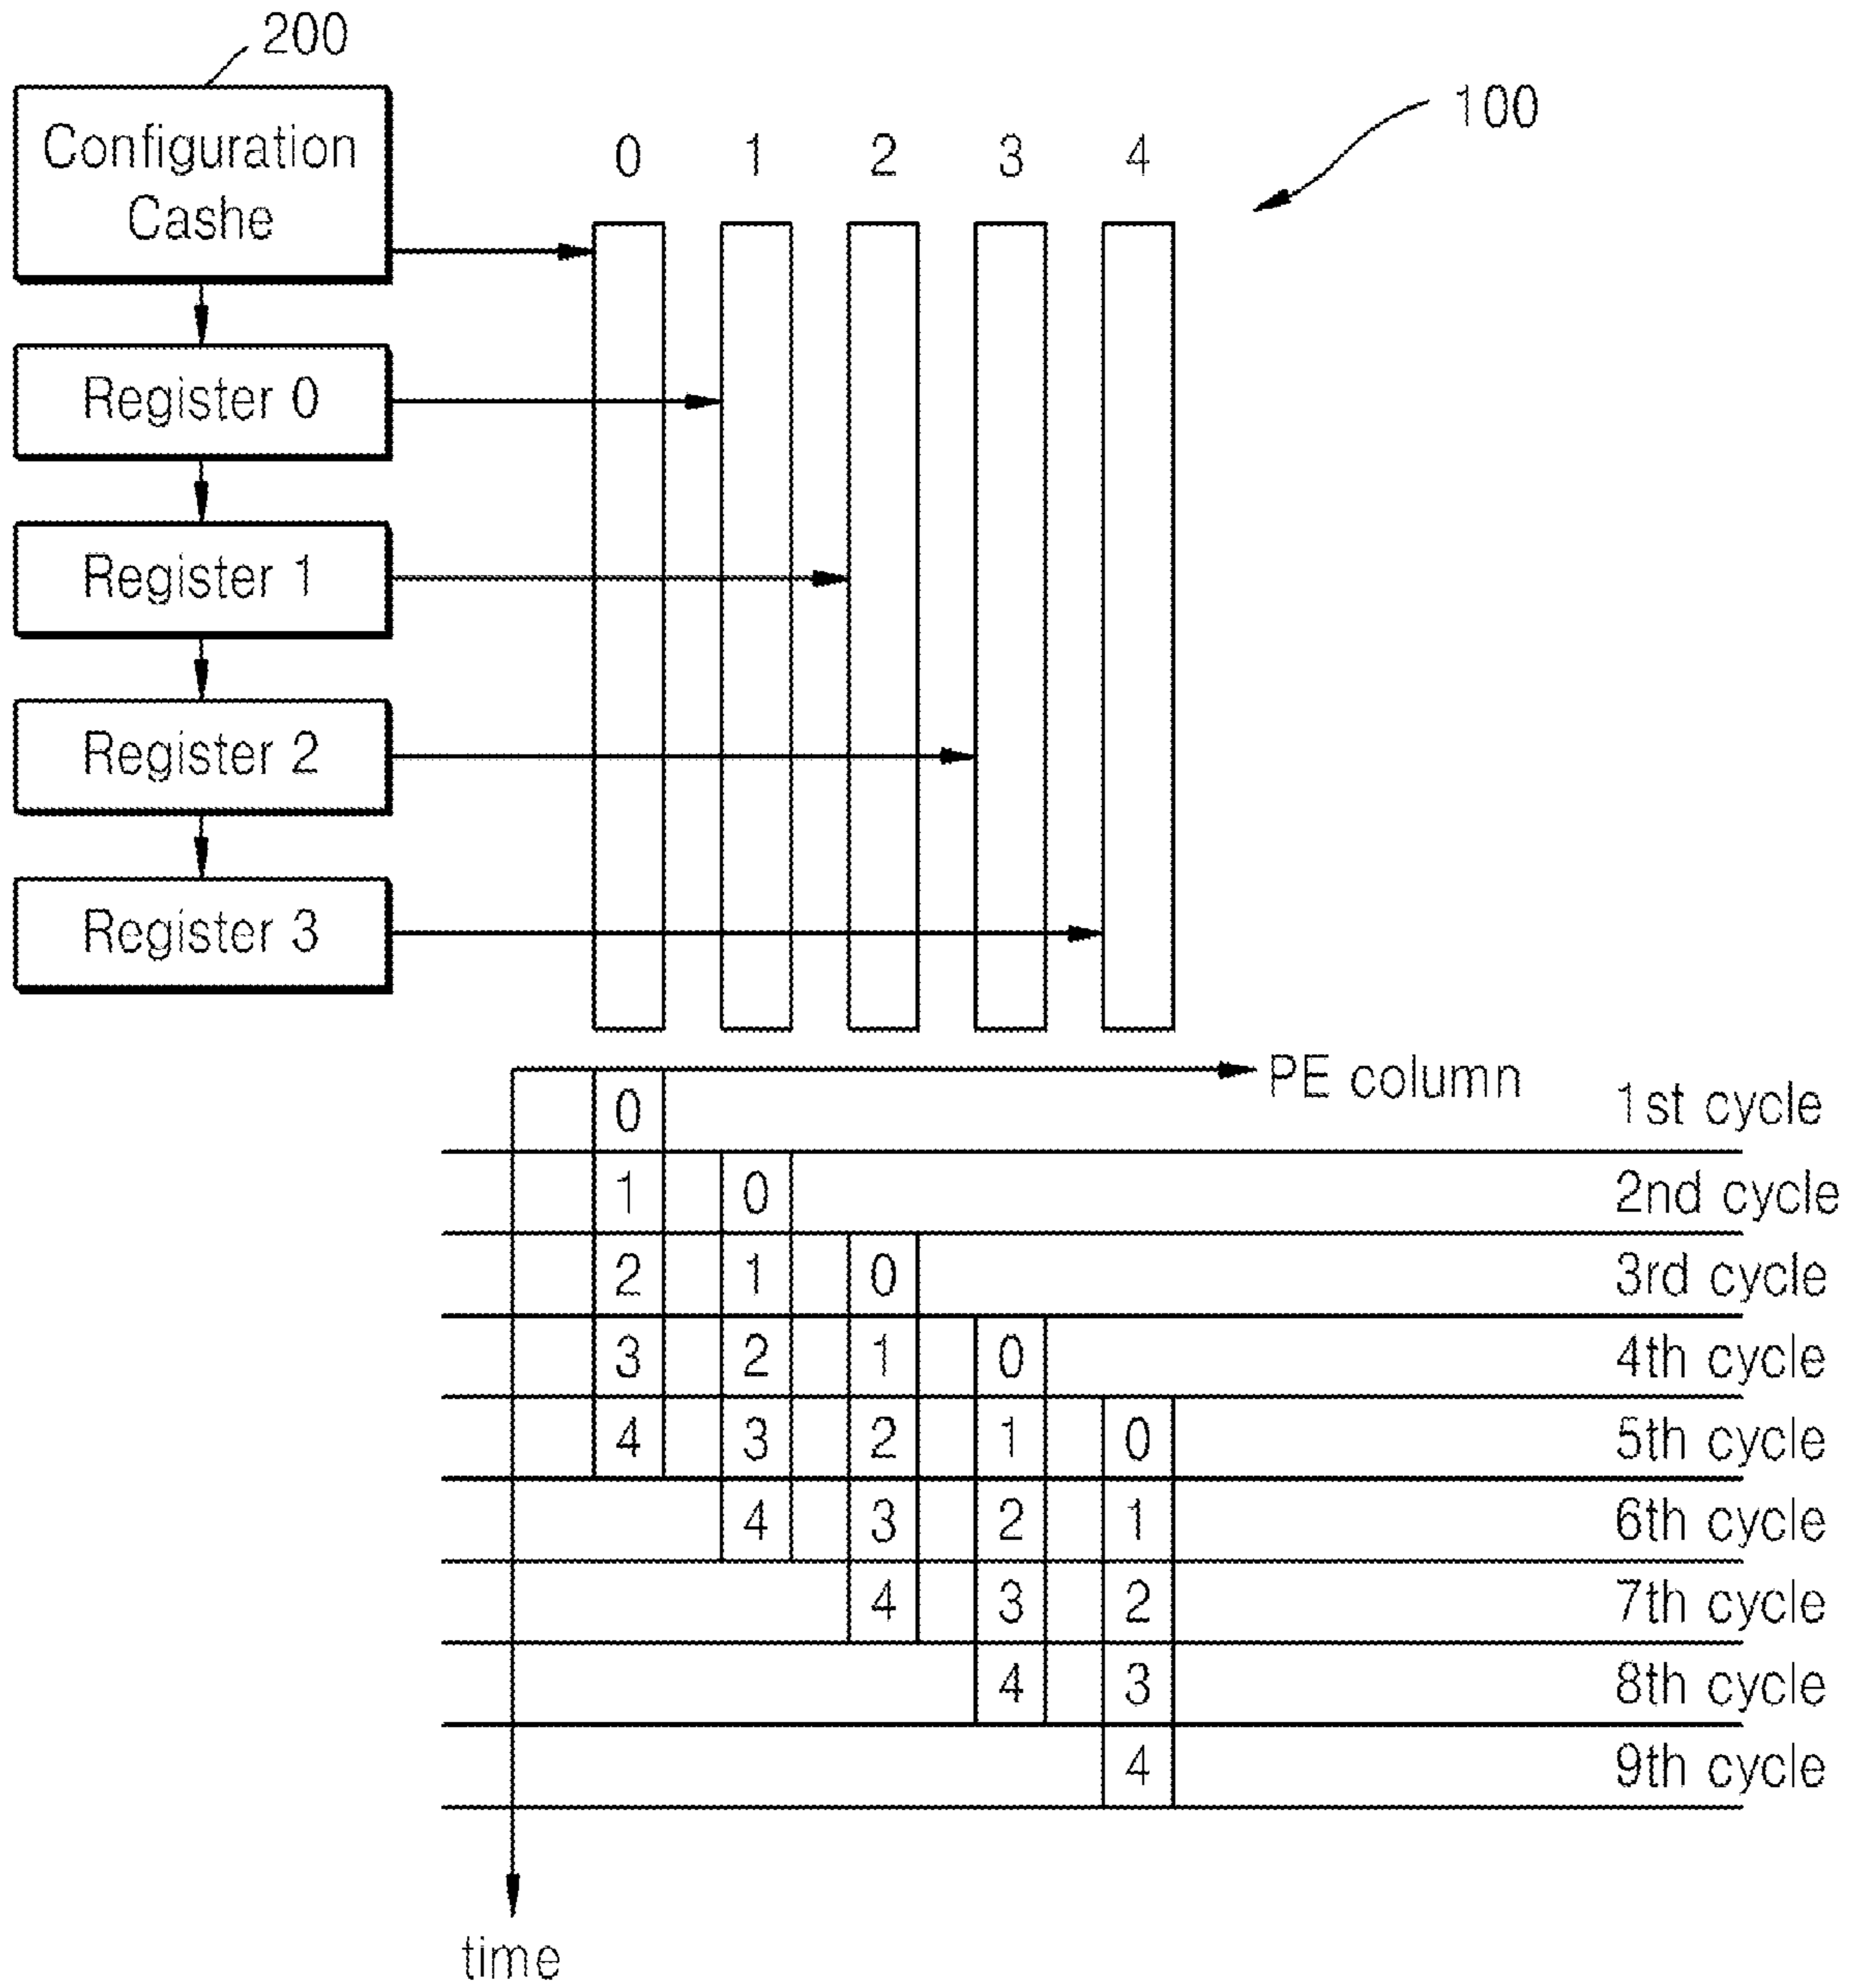 200
Configuration
Cashe
100
0 1 2 3 4
Register 0
Register 1
Register 2
Register 3
PE column
0 1st cycle
1 0 2nd cycle
2 1 0 3rd cycle
3 2 1 0 4th cycle
4 3 2 1 0 5th cycle
4 3 2 1 6th cycle
4 3 2 7th cycle
4 3 8th cycle
4 9th cycle
time